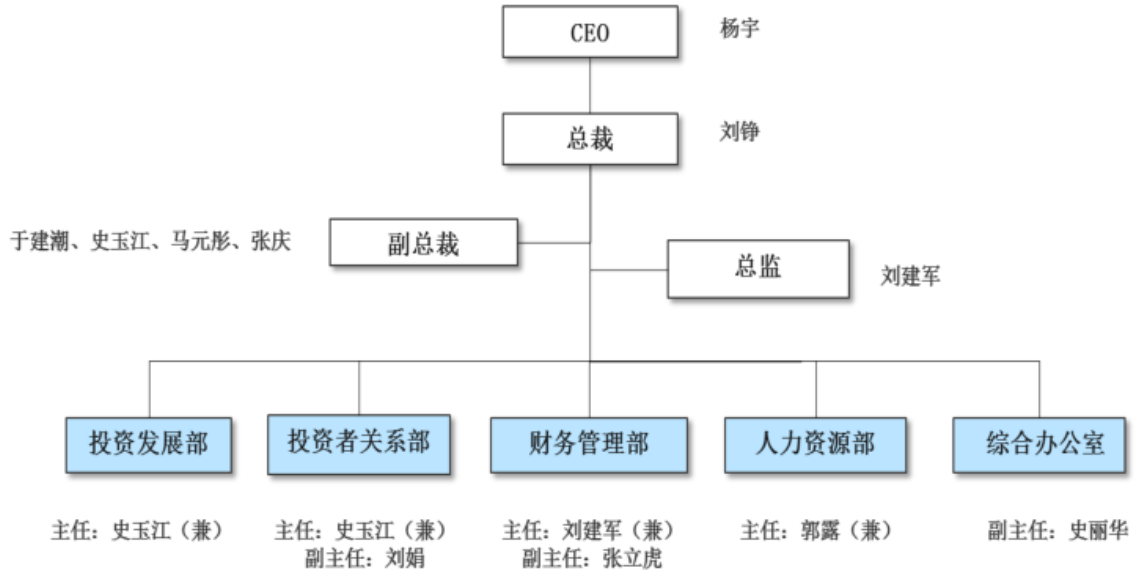 CEO
杨宇
总裁
刘铮
于建潮、史玉江、马元彤、张庆
副总裁
总监
刘建军
投资发展部
投资者关系部
财务管理部
人力资源部
综合办公室
主任：史玉江（兼）
主任：史玉江（兼）
副主任：刘娟
主任：刘建军（兼）
副主任：张立虎
主任：郭露（兼）
副主任：史丽华